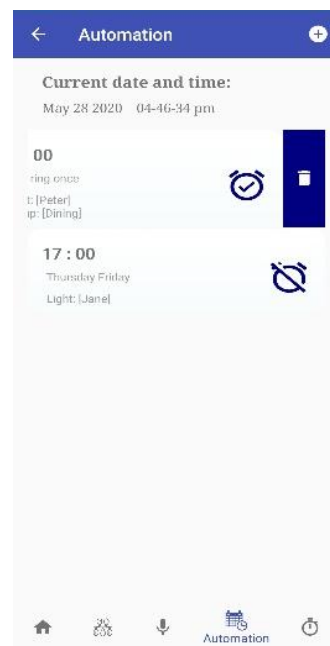 Automation
Current date and time:
May 28 2020 04-46-34 pm
00
ring once
t: [Peter]
up: [Dining]
17 : 00
Thursday Friday
Light: [Jane]
Automation